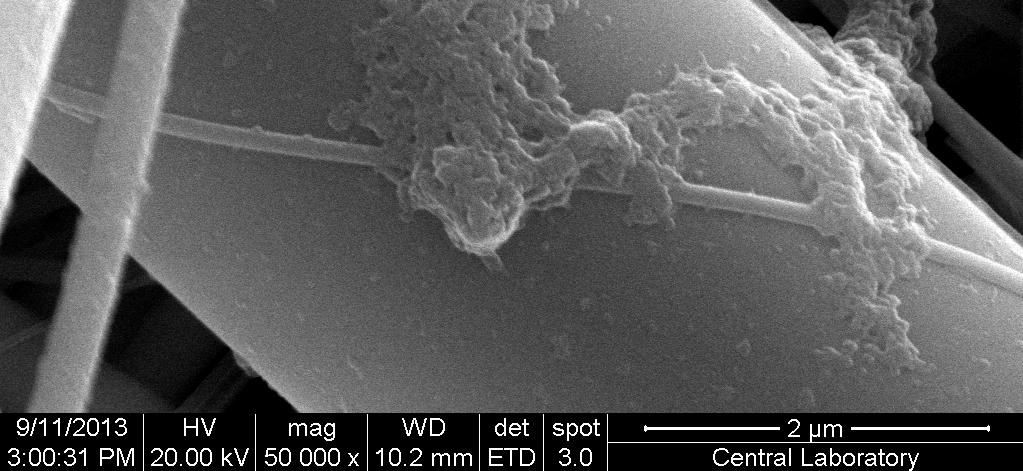 9/11/2013 HV mag WD det spot 2 µm
3:00:31 PM 20.00 kV 50 000 x 10.2 mm ETD 3.0 Central Laboratory